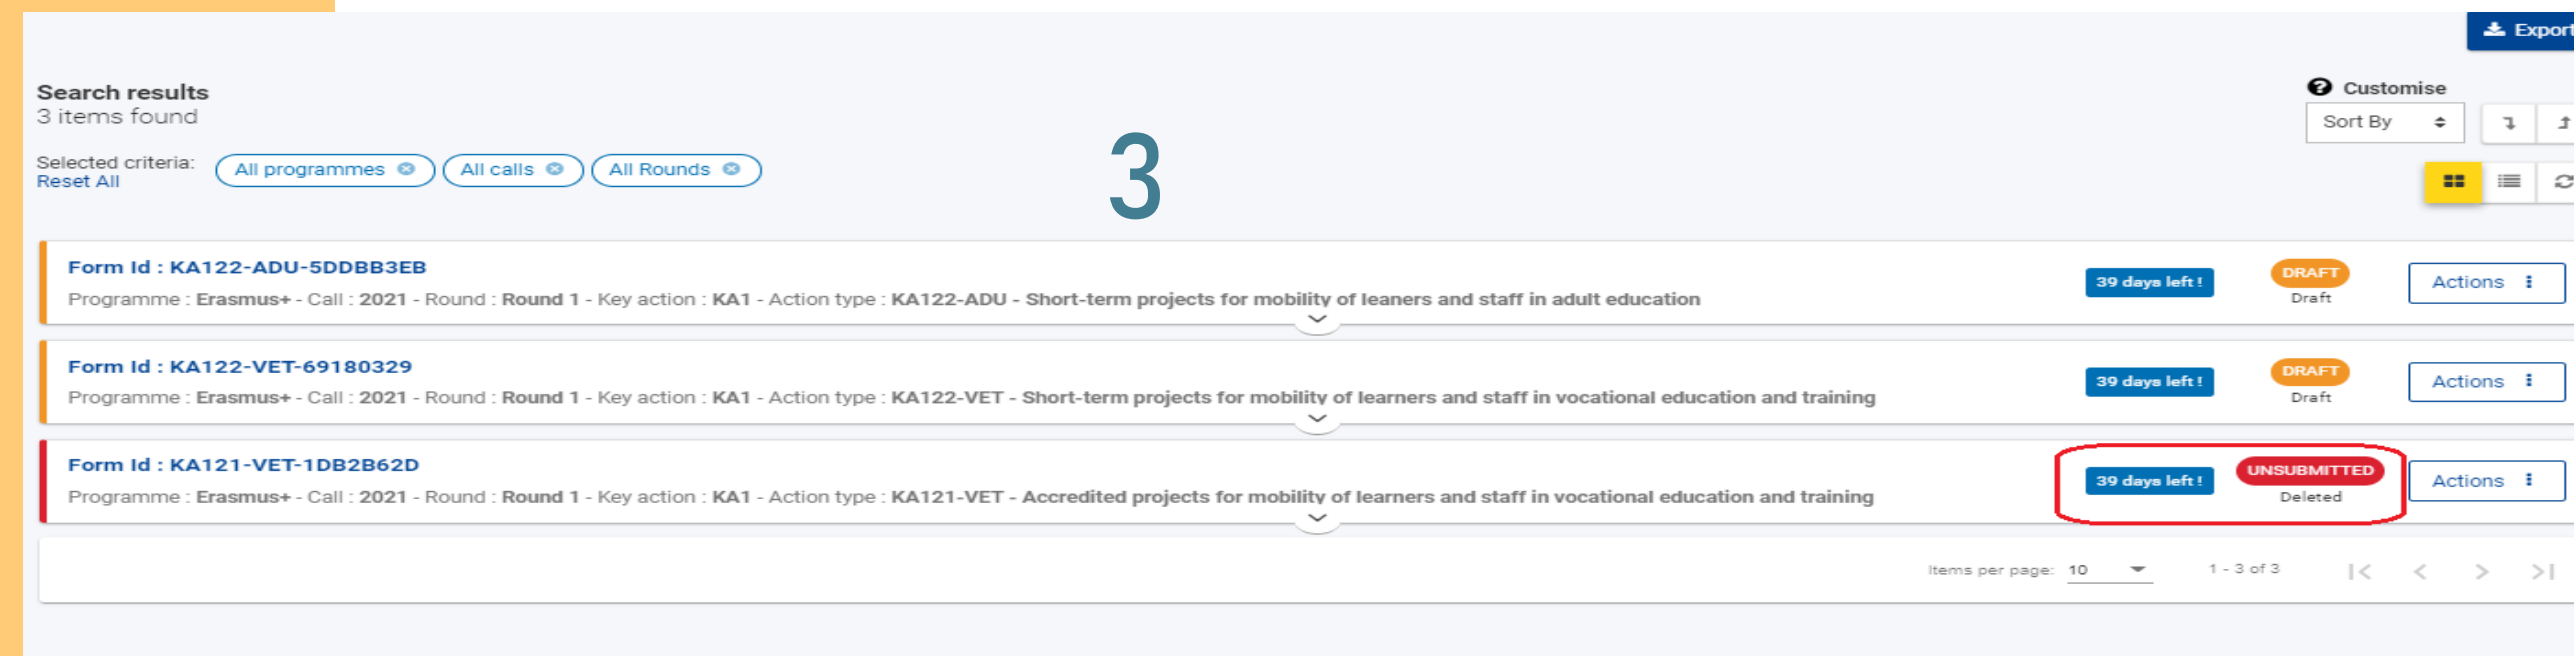 Export
Search results
3 items found
Customise
Sort By
Selected criteria:
Reset All
All programmes
All calls
All Rounds
3
Form Id : KA122-ADU-5DDBB3EB
Programme : Erasmus+ - Call : 2021 - Round : Round 1 - Key action : KA1 - Action type : KA122-ADU - Short-term projects for mobility of leaners and staff in adult education
39 days left !
DRAFT
Draft
Actions
Form Id : KA122-VET-69180329
Programme : Erasmus+ - Call : 2021 - Round : Round 1 - Key action : KA1 - Action type : KA122-VET - Short-term projects for mobility of learners and staff in vocational education and training
39 days left !
DRAFT
Draft
Actions
Form Id : KA121-VET-1DB2B62D
Programme : Erasmus+ - Call : 2021 - Round : Round 1 - Key action : KA1 - Action type : KA121-VET - Accredited projects for mobility of learners and staff in vocational education and training
39 days left !
UNSUBMITTED
Deleted
Actions
Items per page: 10
1 - 3 of 3